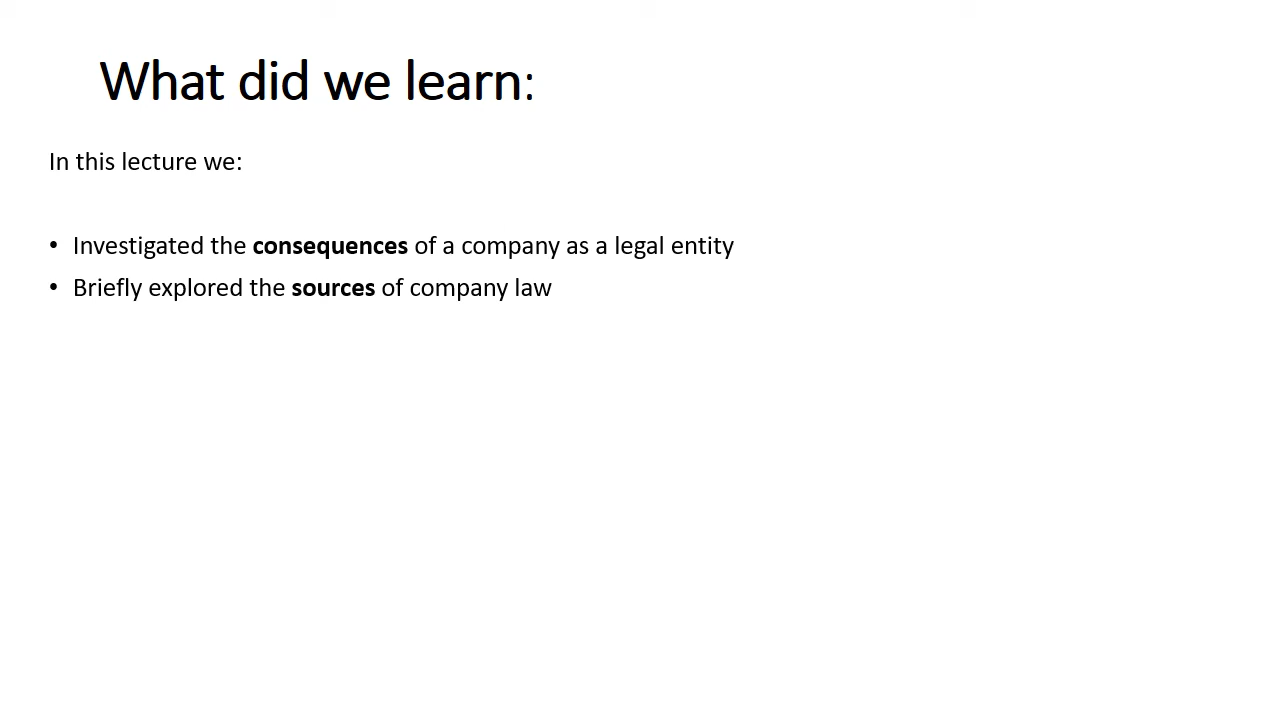 What did we learn:
In this lecture we:
• Investigated the consequences of a company as a legal entity
• Briefly explored the sources of company law